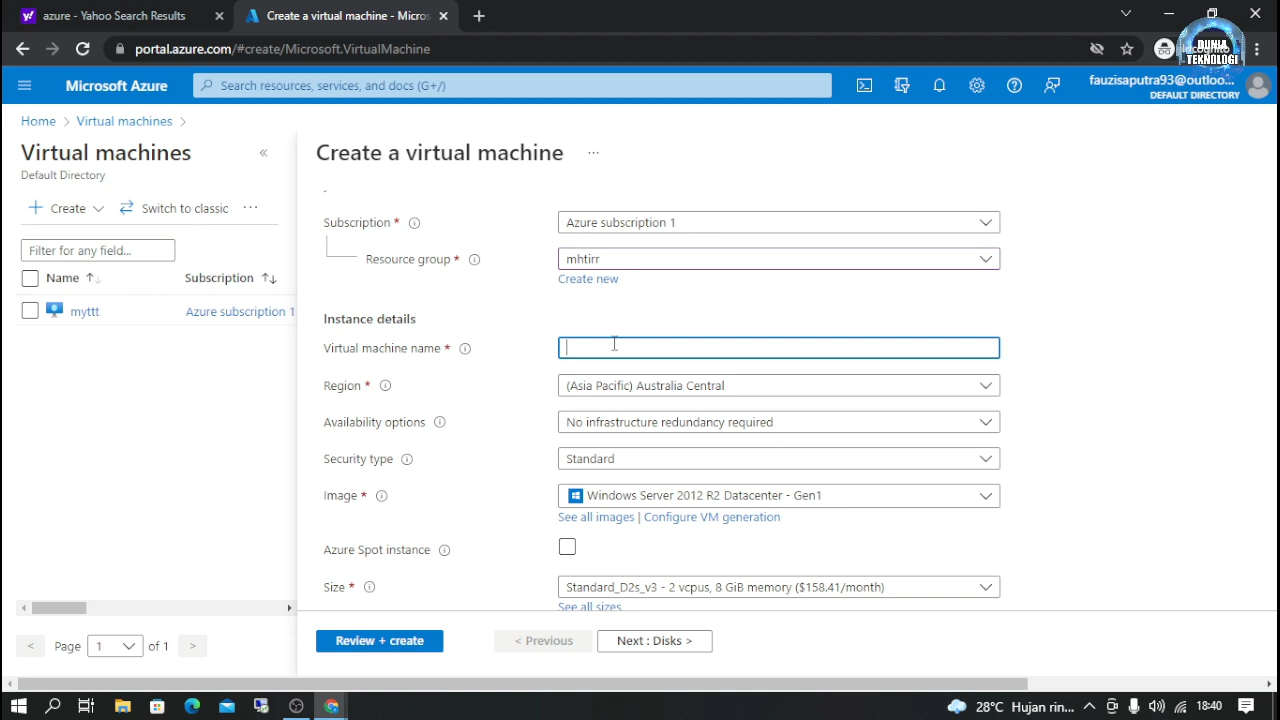 azure - Yahoo Search Results
Create a virtual machine - Micros
portal.azure.com/#create/Microsoft.VirtualMachine
DUNIA
TEKNOLOGI
Microsoft Azure
Search resources, services, and docs (G+/)
fauzisaputra93@outloo...
DEFAULT DIRECTORY
Home > Virtual machines >
Virtual machines
Default Directory
Create a virtual machine ...
+ Create
Switch to classic ...
Filter for any field...
Name
Subscription
myttt
Azure subscription 1
Subscription *
Azure subscription 1
Resource group *
mhtirr
Create new
Instance details
Virtual machine name *
Region *
(Asia Pacific) Australia Central
Availability options
No infrastructure redundancy required
Security type
Standard
Image *
Windows Server 2012 R2 Datacenter - Gen1
See all images | Configure VM generation
Azure Spot instance
Size *
Standard_D2s_v3 - 2 vcpus, 8 GiB memory ($158.41/month)
See all sizes
< Page 1 of 1 >
Review + create
< Previous
Next : Disks >
28°C Hujan rin...
18:40